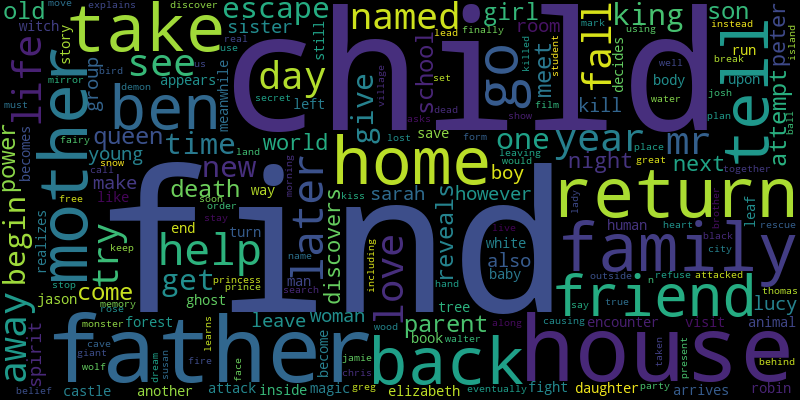 old
explains
move
discover
take
escape
named
girl
king
son
witch
us
bird
mirror
story
use
real
sister
still
room
mark
using
decides
peter
island
life
mother
group
see
demon
appears
meanwhile
child
day
lead
finally
school
go
killed
meet
student
fall
break
instead
run
upon
tell
village
secret
left
set
well
body
water
josh
must
ben
give
asks
dead
film
kill
plan
attempt
ball
becomes
queen
time
world
save
form
show
one
year
mr
place
great
together
power
fairy
snow
land
lost
leaving
would
home
night
next
young
call
morning
new
boy
make
like
death
way
kiss
sarah
however
return
leaf
free
begin
try
soon
order
stay
later
discovers
reveals
live
lady
brother
human
heart
rescue
realizes
keep
end
turn
name
love
including
white
also
baby
family
black
city
stop
help
find
hand
outside
refuse
attacked
away
jason
come
get
princess
prince
man
search
friend
n
say
true
thomas
memory
rose
ghost
tree
causing
lucy
spirit
monster
forest
leave
woman
parent
encounter
visit
animal
cave
learns
father
wood
book
walter
along
back
house
giant
wolf
dream
susan
fire
face
become
jamie
chris
taken
present
behind
belief
castle
another
attack
inside
magic
greg
elizabeth
eventually
fight
daughter
party
arrives
robin